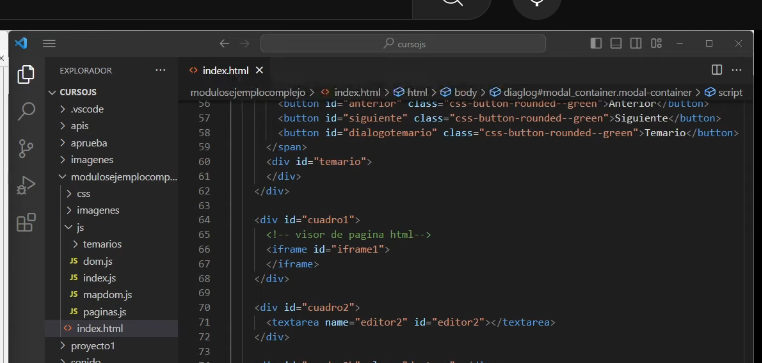 cursojs
EXPLORADOR ...
index.html
CURSOJS
.vscode
apis
aprueba
imagenes
modulosejemplocomp...
css
imagenes
js
temarios
JS dom.js
JS index.js
JS mapdom.js
JS paginas.js
index.html
proyecto1
sonido
modulosejemplocomplejo > index.html > html > body > diaglog#modal_container.modal-container > script
56 <button id="anterior" class="css-button-rounded--green">Anterior</button>
57 <button id="siguiente" class="css-button-rounded--green">Siguiente</button>
58 <button id="dialogotemario" class="css-button-rounded--green">Temario</button>
59 </span>
60 <div id="temario">
61 </div>
62 </div>
63
64 <div id="cuadro1">
65 <!-- visor de pagina html-->
66 <iframe id="iframe1">
67 </iframe>
68 </div>
69
70 <div id="cuadro2">
71 <textarea name="editor2" id="editor2"></textarea>
72 </div>
73